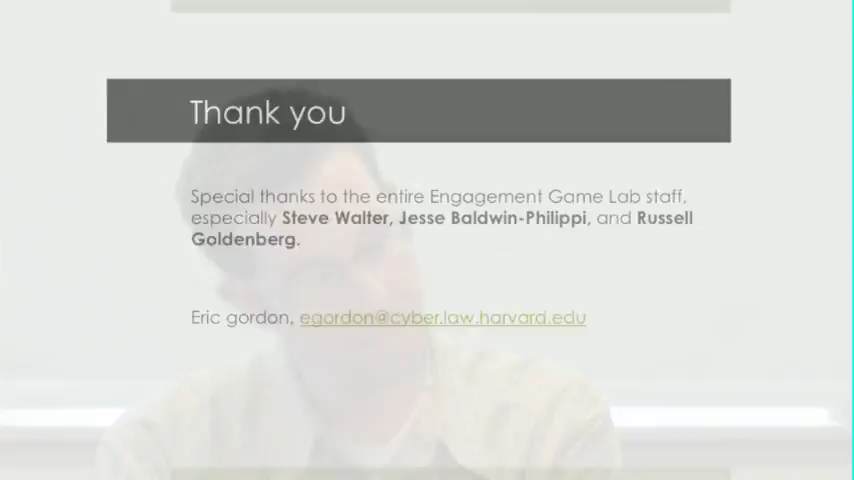 Thank you
Special thanks to the entire Engagement Game Lab staff,
especially Steve Walter, Jesse Baldwin-Philippi, and Russell
Goldenberg.
Eric gordon, egordon@cyber.law.harvard.edu